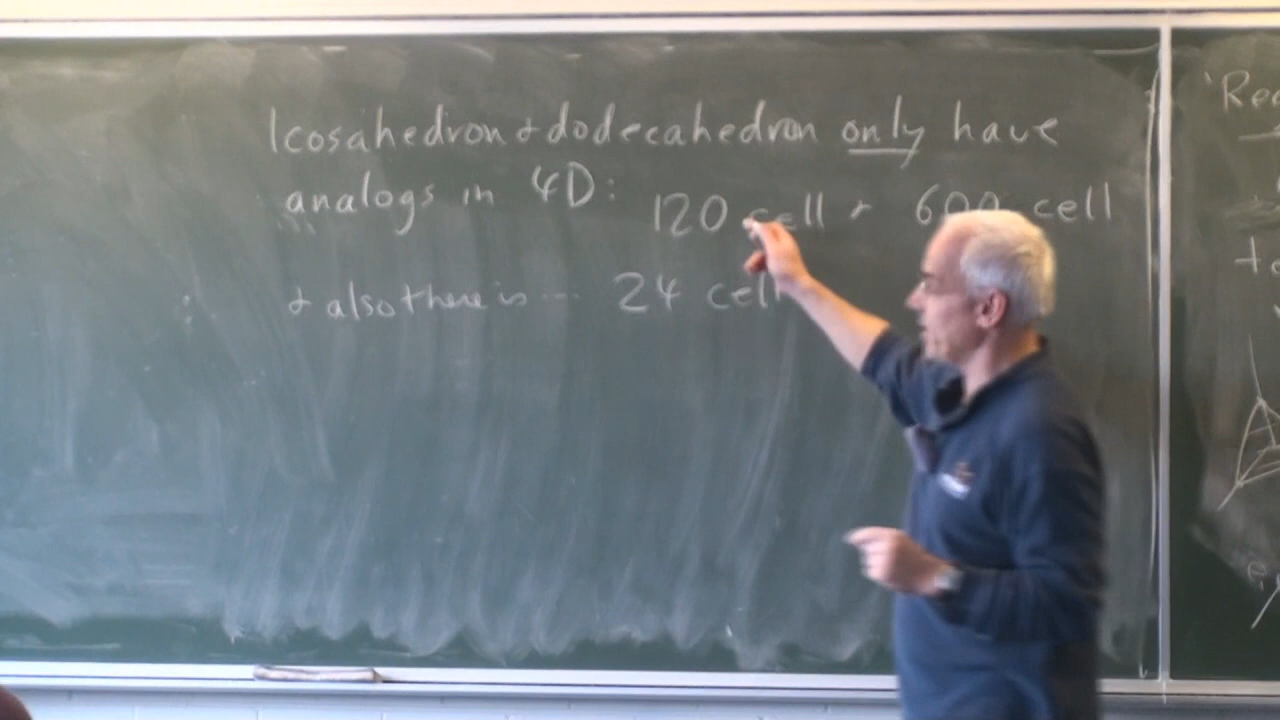 Icosahedron + dodecahedron only have
analogs in 4D: 120 cell + 600 cell
+ also there is ... 24 cell